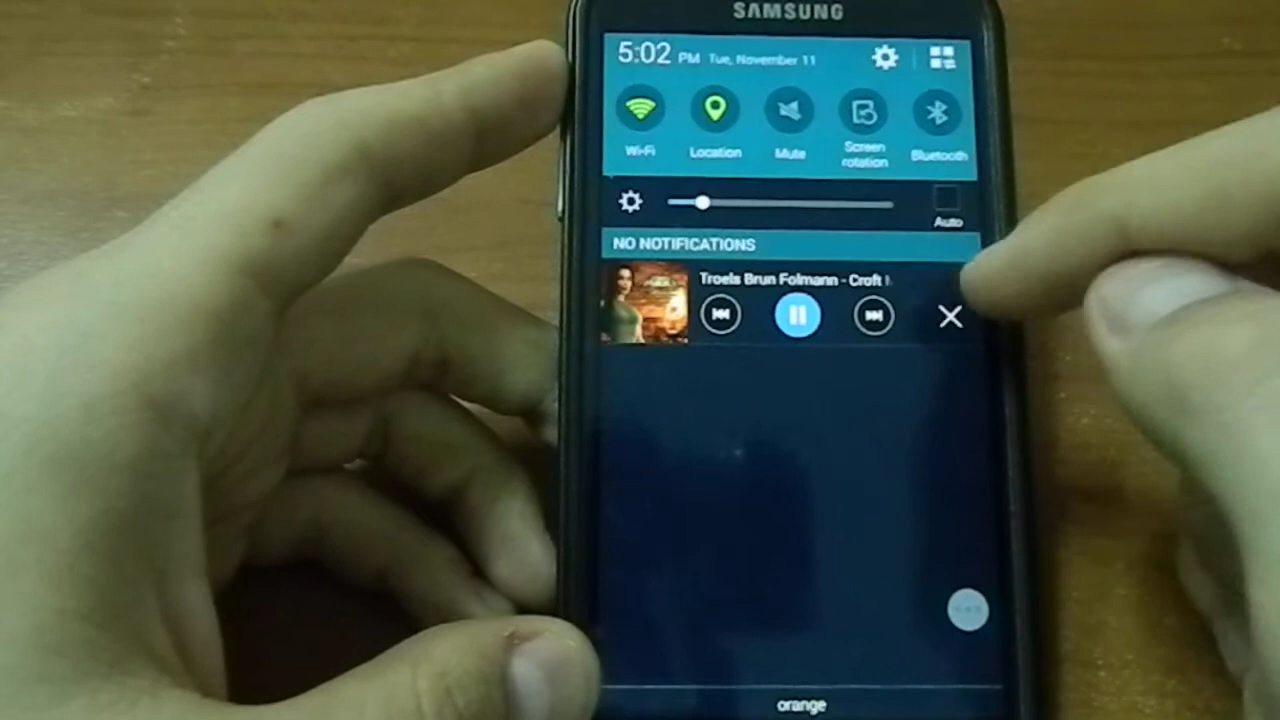 SAMSUNG
5:02 PM Tue, November 11
Wi-Fi
Location
Mute
Screen
rotation
Bluetooth
Auto
NO NOTIFICATIONS
Troels Brun Folmann - Croft
orange